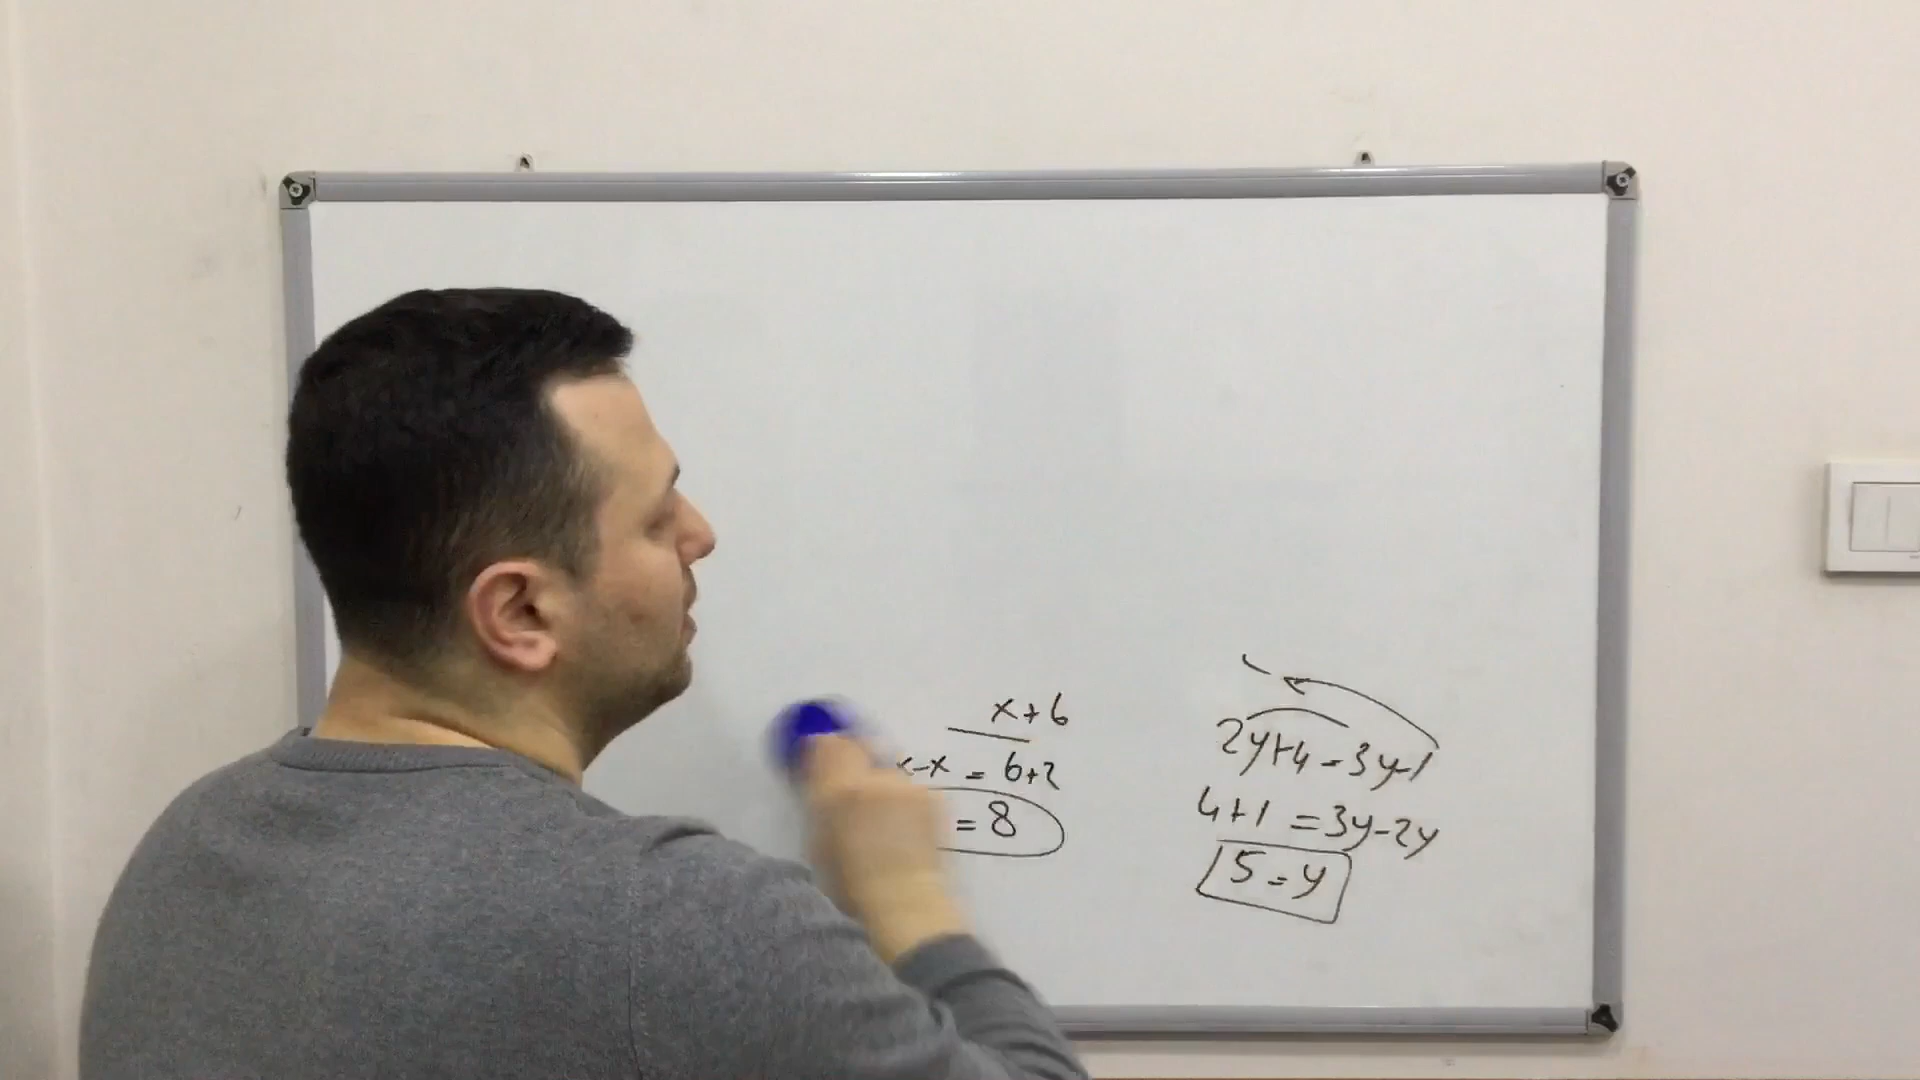 x+6
x-x = 6+2
= 8
2y+4=3y-1
4+1 = 3y-2y
5 = y